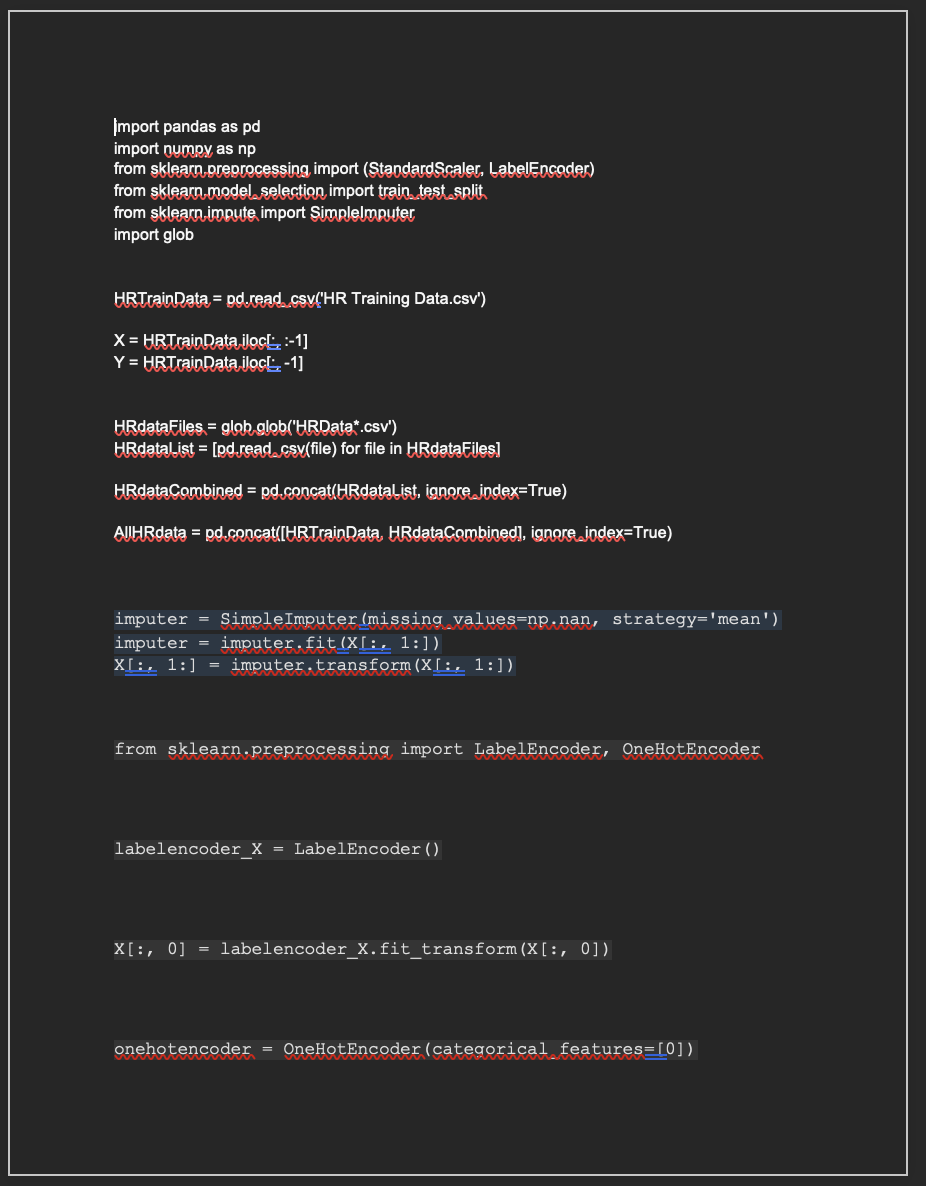 import pandas as pd
import numpy as np
from sklearn.preprocessing import (StandardScaler, LabelEncoder)
from sklearn.model_selection import train_test_split
from sklearn.impute import SimpleImputer
import glob
HRTrainData = pd.read_csv('HR Training Data.csv')
X = HRTrainData.iloc[:, :-1]
Y = HRTrainData.iloc[:, -1]
HRdataFiles = glob.glob('HRData*.csv')
HRdataList = [pd.read_csv(file) for file in HRdataFiles]
HRdataCombined = pd.concat(HRdataList, ignore_index=True)
AllHRdata = pd.concat([HRTrainData, HRdataCombined], ignore_index=True)
imputer = SimpleImputer(missing_values=np.nan, strategy='mean')
imputer = imputer.fit(X[:, 1:])
X[:, 1:] = imputer.transform(X[:, 1:])
from sklearn.preprocessing import LabelEncoder, OneHotEncoder
labelencoder_X = LabelEncoder()
X[:, 0] = labelencoder_X.fit_transform(X[:, 0])
onehotencoder = OneHotEncoder(categorical_features=[0])